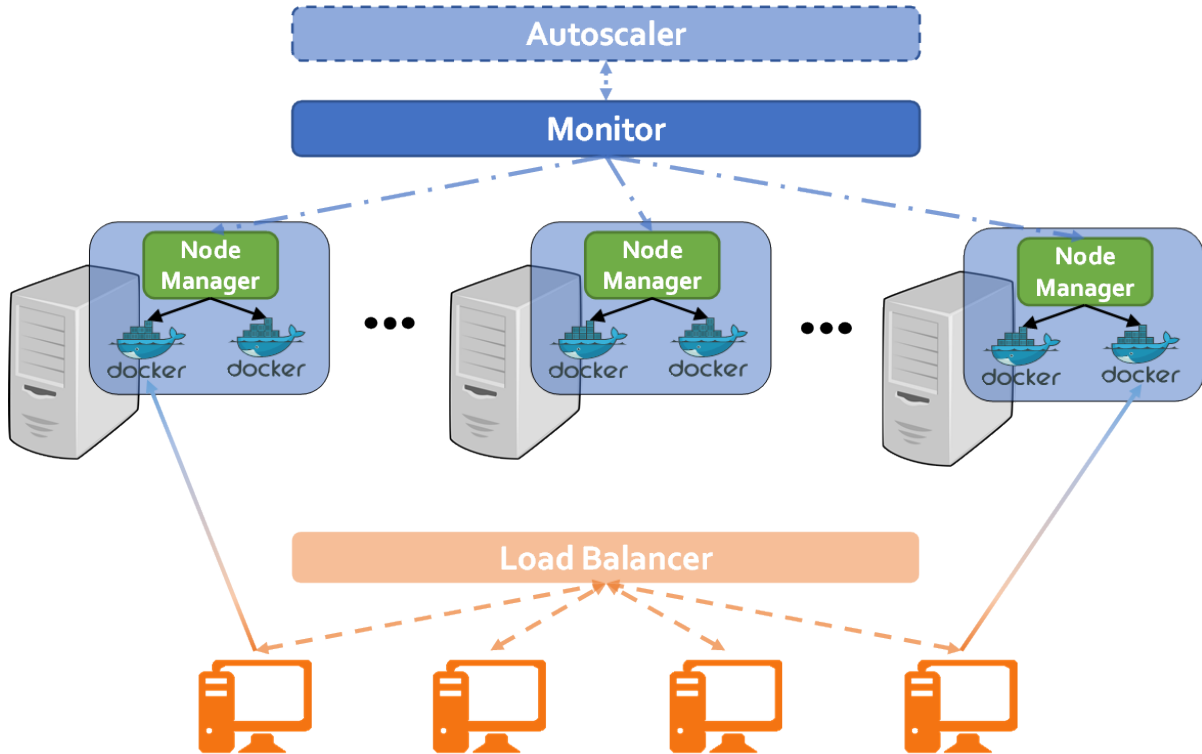 Autoscaler
Monitor
Node
Manager
docker
docker
Node
Manager
docker
docker
Node
Manager
docker
docker
Load Balancer